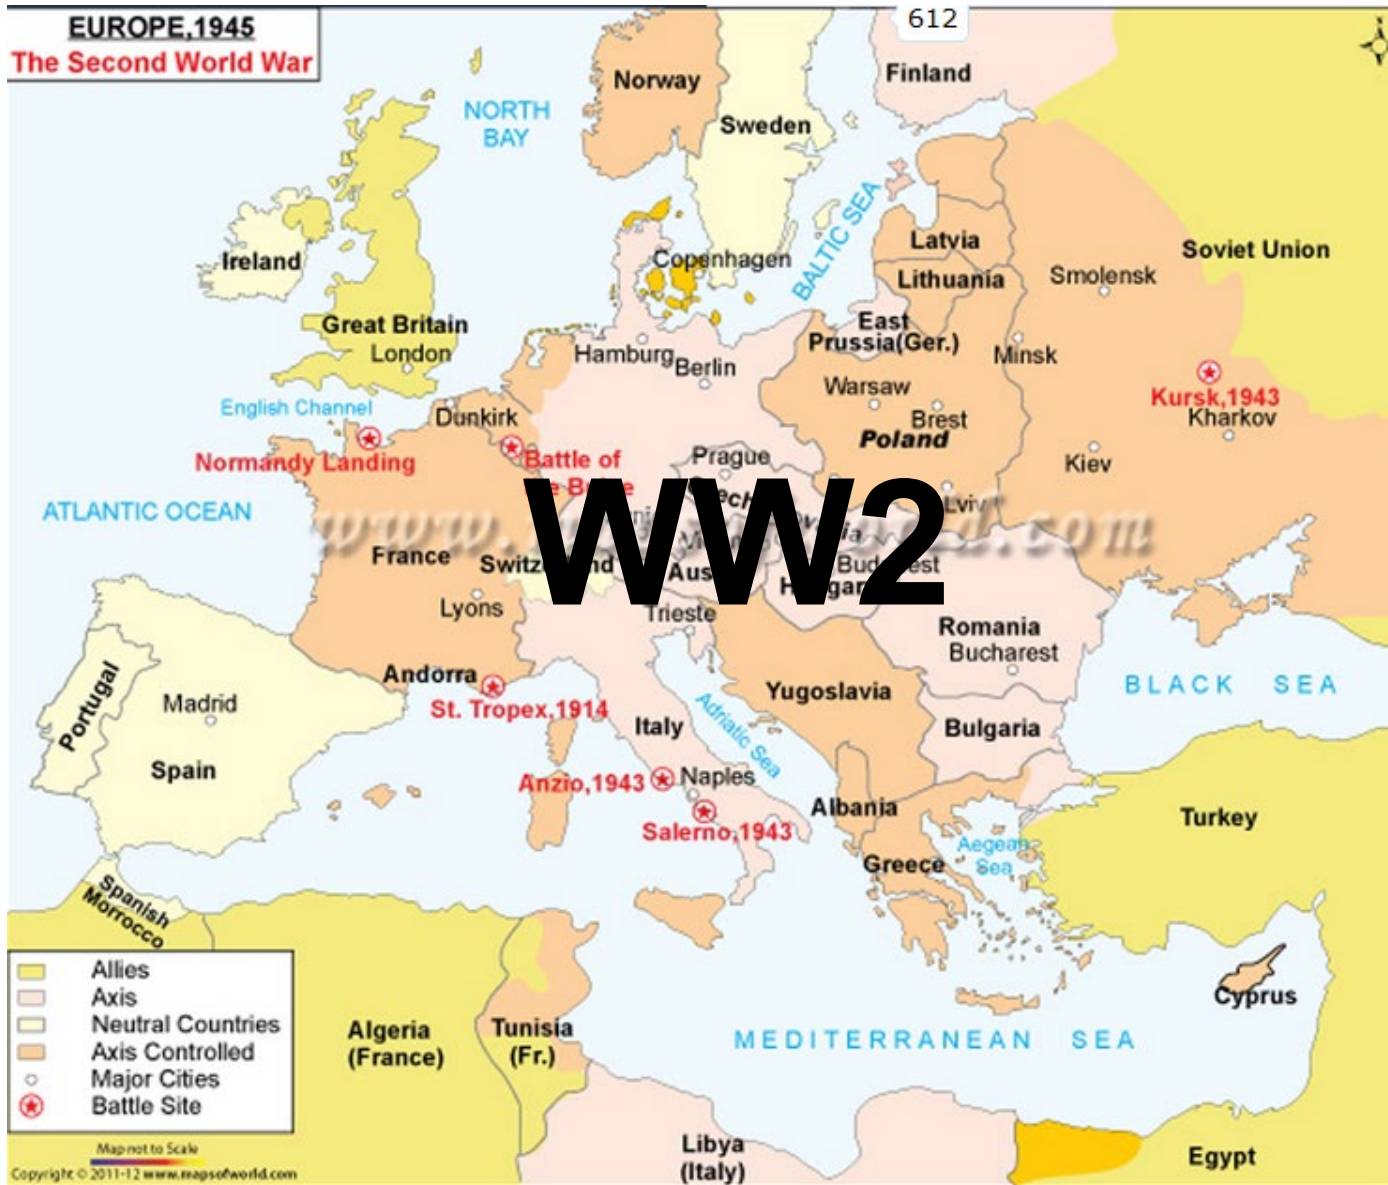 EUROPE,1945
The Second World War
612
Norway
Finland
NORTH
BAY
Sweden
BALTIC SEA
Ireland
Copenhagen
Latvia
Soviet Union
Lithuania
Smolensk
Great Britain
London
East
Prussia(Ger.)
Hamburg
Berlin
Minsk
Warsaw
Kursk,1943
Kharkov
English Channel
Dunkirk
Brest
Poland
Normandy Landing
Battle of
Prague
Kiev
ATLANTIC OCEAN
Lviv
WW2
France
Lyons
Trieste
Romania
Bucharest
Andorra
St. Tropex,1914
Portugal
Madrid
Spain
Yugoslavia
BLACK SEA
Italy
Adriatic Sea
Bulgaria
Anzio,1943
Naples
Salerno,1943
Albania
Turkey
Aegean
Sea
Greece
Spanish
Morrocco
Allies
Axis
Neutral Countries
Axis Controlled
Major Cities
Battle Site
Algeria
(France)
Tunisia
(Fr.)
Cyprus
MEDITERRANEAN SEA
Libya
(Italy)
Egypt
Map not to Scale
Copyright © 2011-12 www.mapsofworld.com